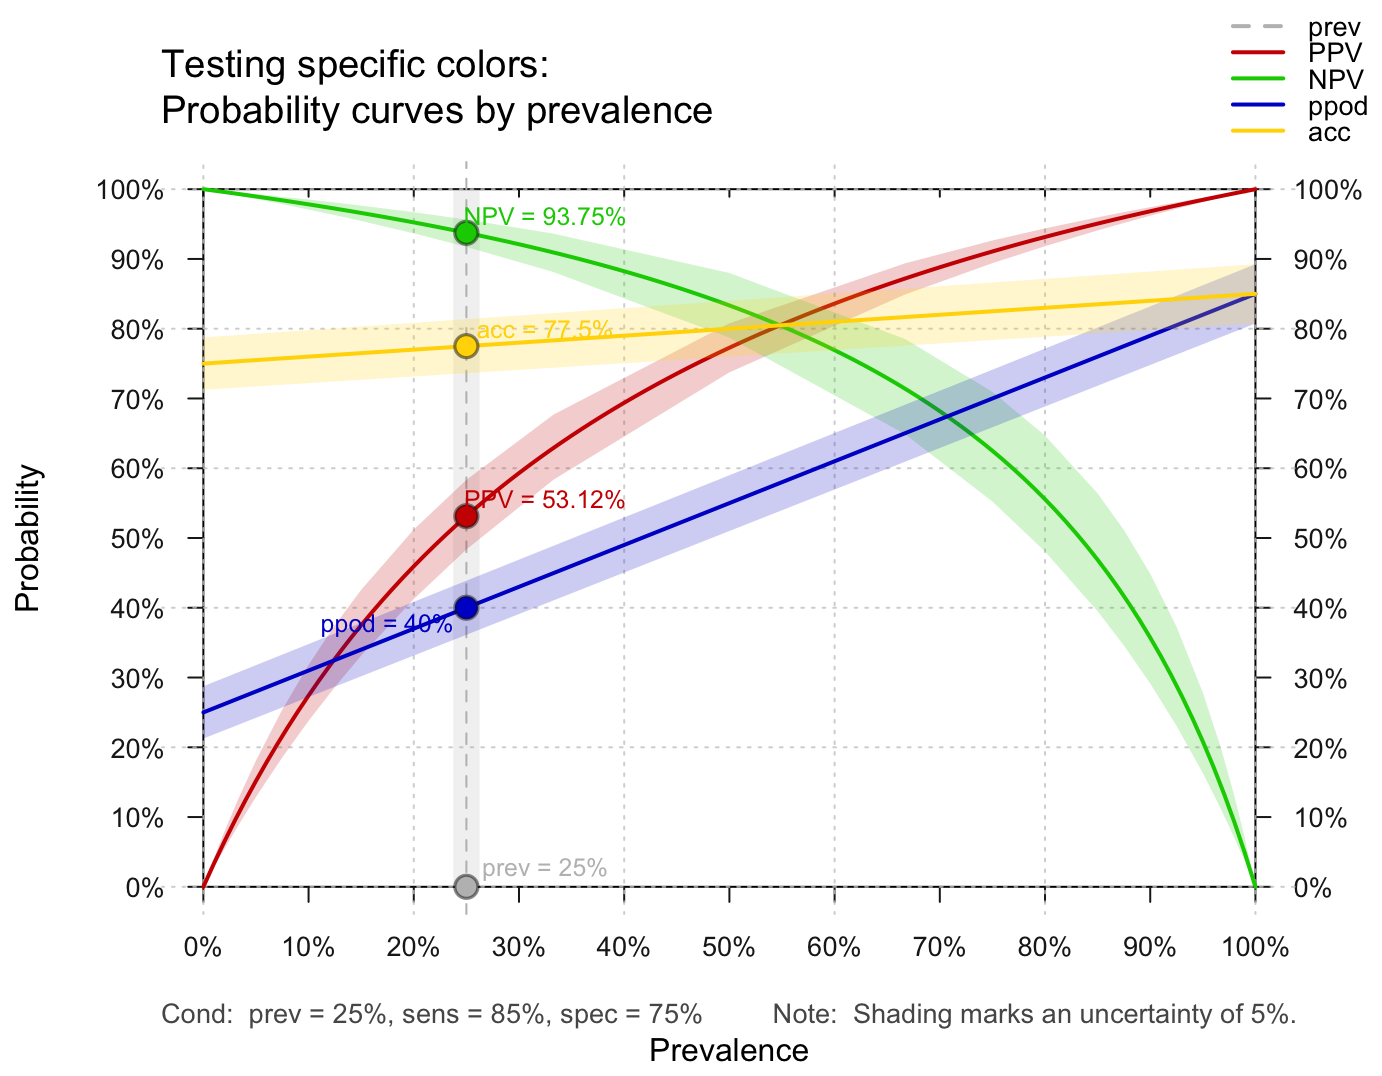 Testing specific colors:
Probability curves by prevalence
prev
PPV
NPV
ppod
acc
100%
90%
80%
70%
60%
50%
40%
30%
20%
10%
0%
Probability
NPV = 93.75%
acc = 77.5%
PPV = 53.12%
ppod = 40%
prev = 25%
100%
90%
80%
70%
60%
50%
40%
30%
20%
10%
0%
0% 10% 20% 30% 40% 50% 60% 70% 80% 90% 100%
Cond: prev = 25%, sens = 85%, spec = 75% Note: Shading marks an uncertainty of 5%.
Prevalence